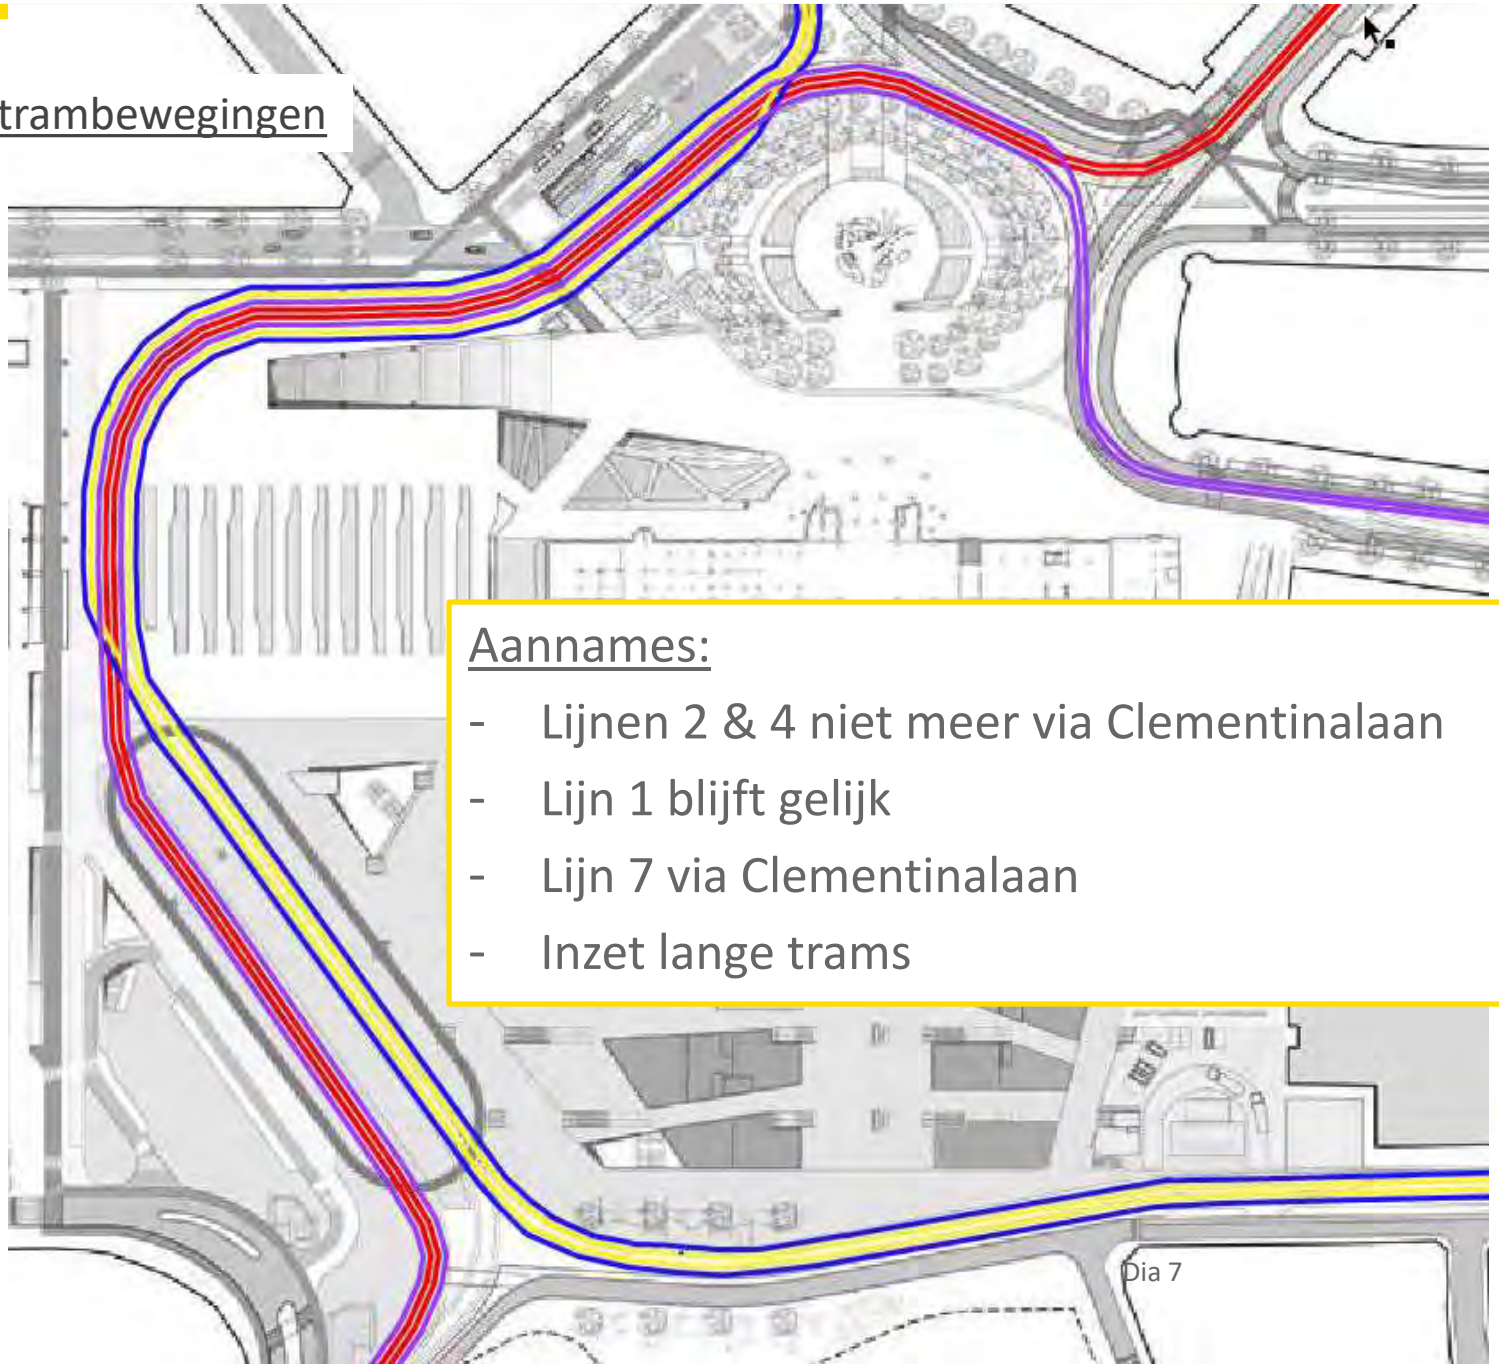 trambewegingen
Aannames:
- Lijnen 2 & 4 niet meer via Clementinalaan
- Lijn 1 blijft gelijk
- Lijn 7 via Clementinalaan
- Inzet lange trams
Dia 7